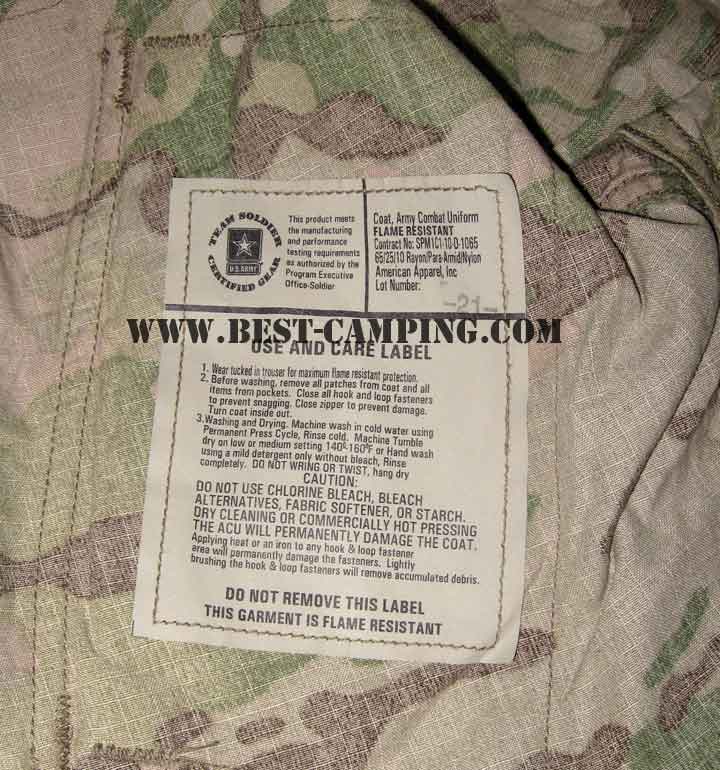 TEAM SOLDIER
U.S. ARMY
CERTIFIED GEAR
This product meets
the manufacturing
and performance
testing requirements
as authorized by the
Program Executive
Office-Soldier
Coat, Army Combat Uniform
FLAME RESISTANT
Contract No: SPM1C1-10-D-1065
65/25/10 Rayon/Para-Armid/Nylon
American Apparel, Inc
Lot Number:
-21-
WWW.BEST-CAMPING.COM
USE AND CARE LABEL
1. Wear tucked in trouser for maximum flame resistant protection.
2. Before washing, remove all patches from coat and all
items from pockets. Close all hook and loop fasteners
to prevent snagging. Close zipper to prevent damage.
Turn coat inside out.
3. Washing and Drying. Machine wash in cold water using
Permanent Press Cycle, Rinse cold. Machine Tumble
dry on low or medium setting 140º-160ºF or Hand wash
using a mild detergent only without bleach, Rinse
completely. DO NOT WRING OR TWIST, hang dry
CAUTION:
DO NOT USE CHLORINE BLEACH, BLEACH
ALTERNATIVES, FABRIC SOFTENER, OR STARCH.
DRY CLEANING OR COMMERCIALLY HOT PRESSING
THE ACU WILL PERMANENTLY DAMAGE THE COAT.
Applying heat or an iron to any hook & loop fastener
area will permanently damage the fasteners. Lightly
brushing the hook & loop fasteners will remove accumulated debris.
DO NOT REMOVE THIS LABEL
THIS GARMENT IS FLAME RESISTANT